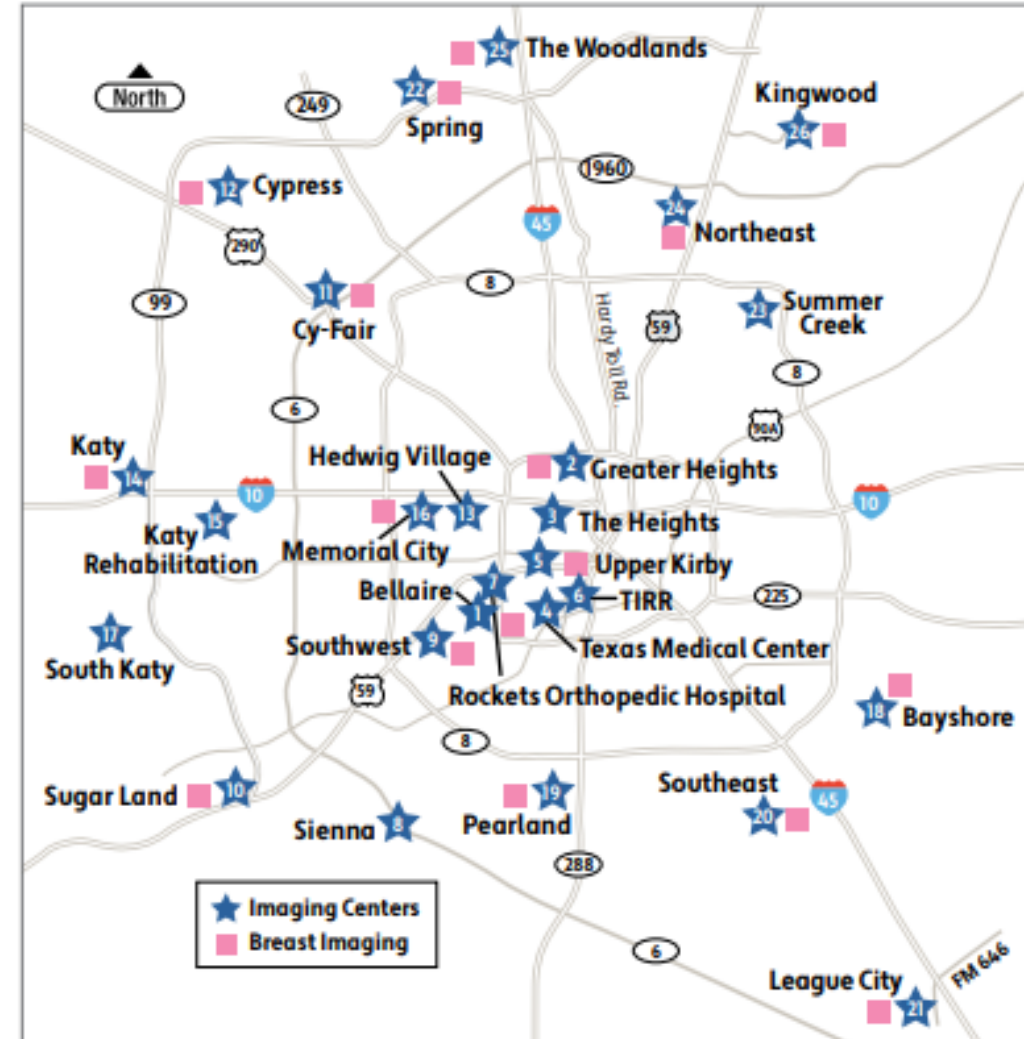 25 The Woodlands
North
22
Spring
249
Kingwood
26
1960
12 Cypress
24
Northeast
45
290
11
Cy-Fair
8
99
Hardy Toll Rd.
59
23 Summer
Creek
8
6
90A
Katy
14
Hedwig Village
2 Greater Heights
10
10
15
Katy
Rehabilitation
16
13
Memorial City
3 The Heights
5 Upper Kirby
7
Bellaire
1
6 TIRR
225
4
Texas Medical Center
17
South Katy
Southwest 9
59
Rockets Orthopedic Hospital
18 Bayshore
8
Sugar Land 10
19
Pearland
Southeast
20
45
Sienna 8
288
Imaging Centers
Breast Imaging
6
FM 646
League City
21